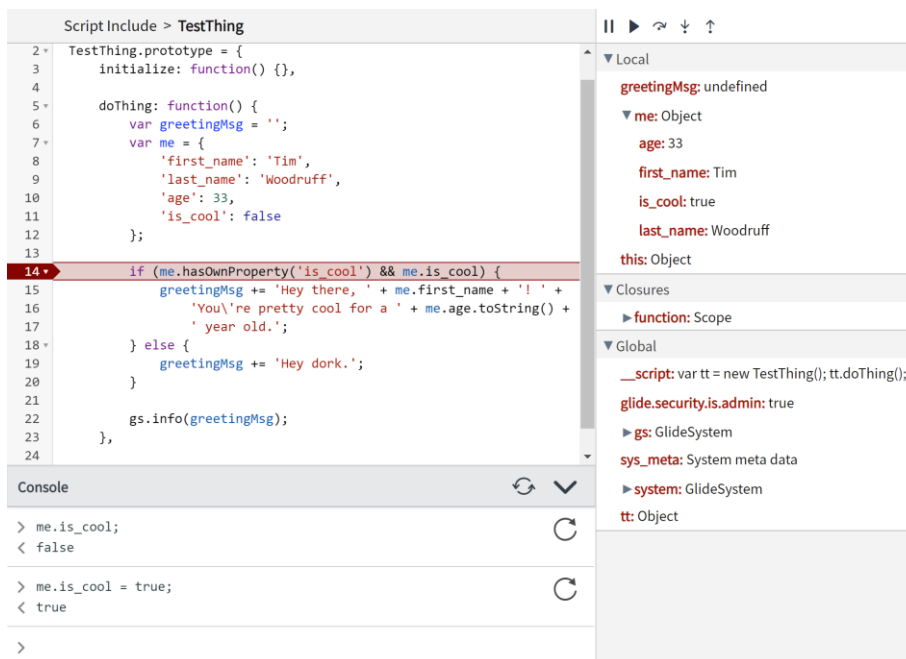 Script Include > TestThing
2 TestThing.prototype = {
3 initialize: function() {},
4
5 doThing: function() {
6 var greetingMsg = '';
7 var me = {
8 'first_name': 'Tim',
9 'last_name': 'Woodruff',
10 'age': 33,
11 'is_cool': false
12 };
13
14 if (me.hasOwnProperty('is_cool') && me.is_cool) {
15 greetingMsg += 'Hey there, ' + me.first_name + '! ' +
16 'You\'re pretty cool for a ' + me.age.toString() +
17 ' year old.';
18 } else {
19 greetingMsg += 'Hey dork.';
20 }
21
22 gs.info(greetingMsg);
23 },
24
Console
> me.is_cool;
< false
> me.is_cool = true;
< true
>
Local
greetingMsg: undefined
me: Object
age: 33
first_name: Tim
is_cool: true
last_name: Woodruff
this: Object
Closures
function: Scope
Global
__script: var tt = new TestThing(); tt.doThing();
glide.security.is.admin: true
gs: GlideSystem
sys_meta: System meta data
system: GlideSystem
tt: Object